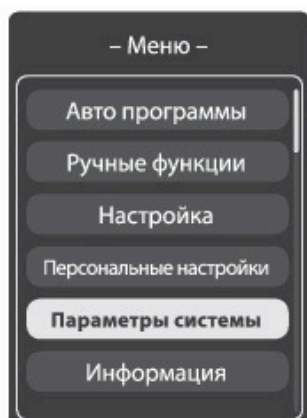 – Меню –
Авто программы
Ручные функции
Настройка
Персональные настройки
Параметры системы
Информация